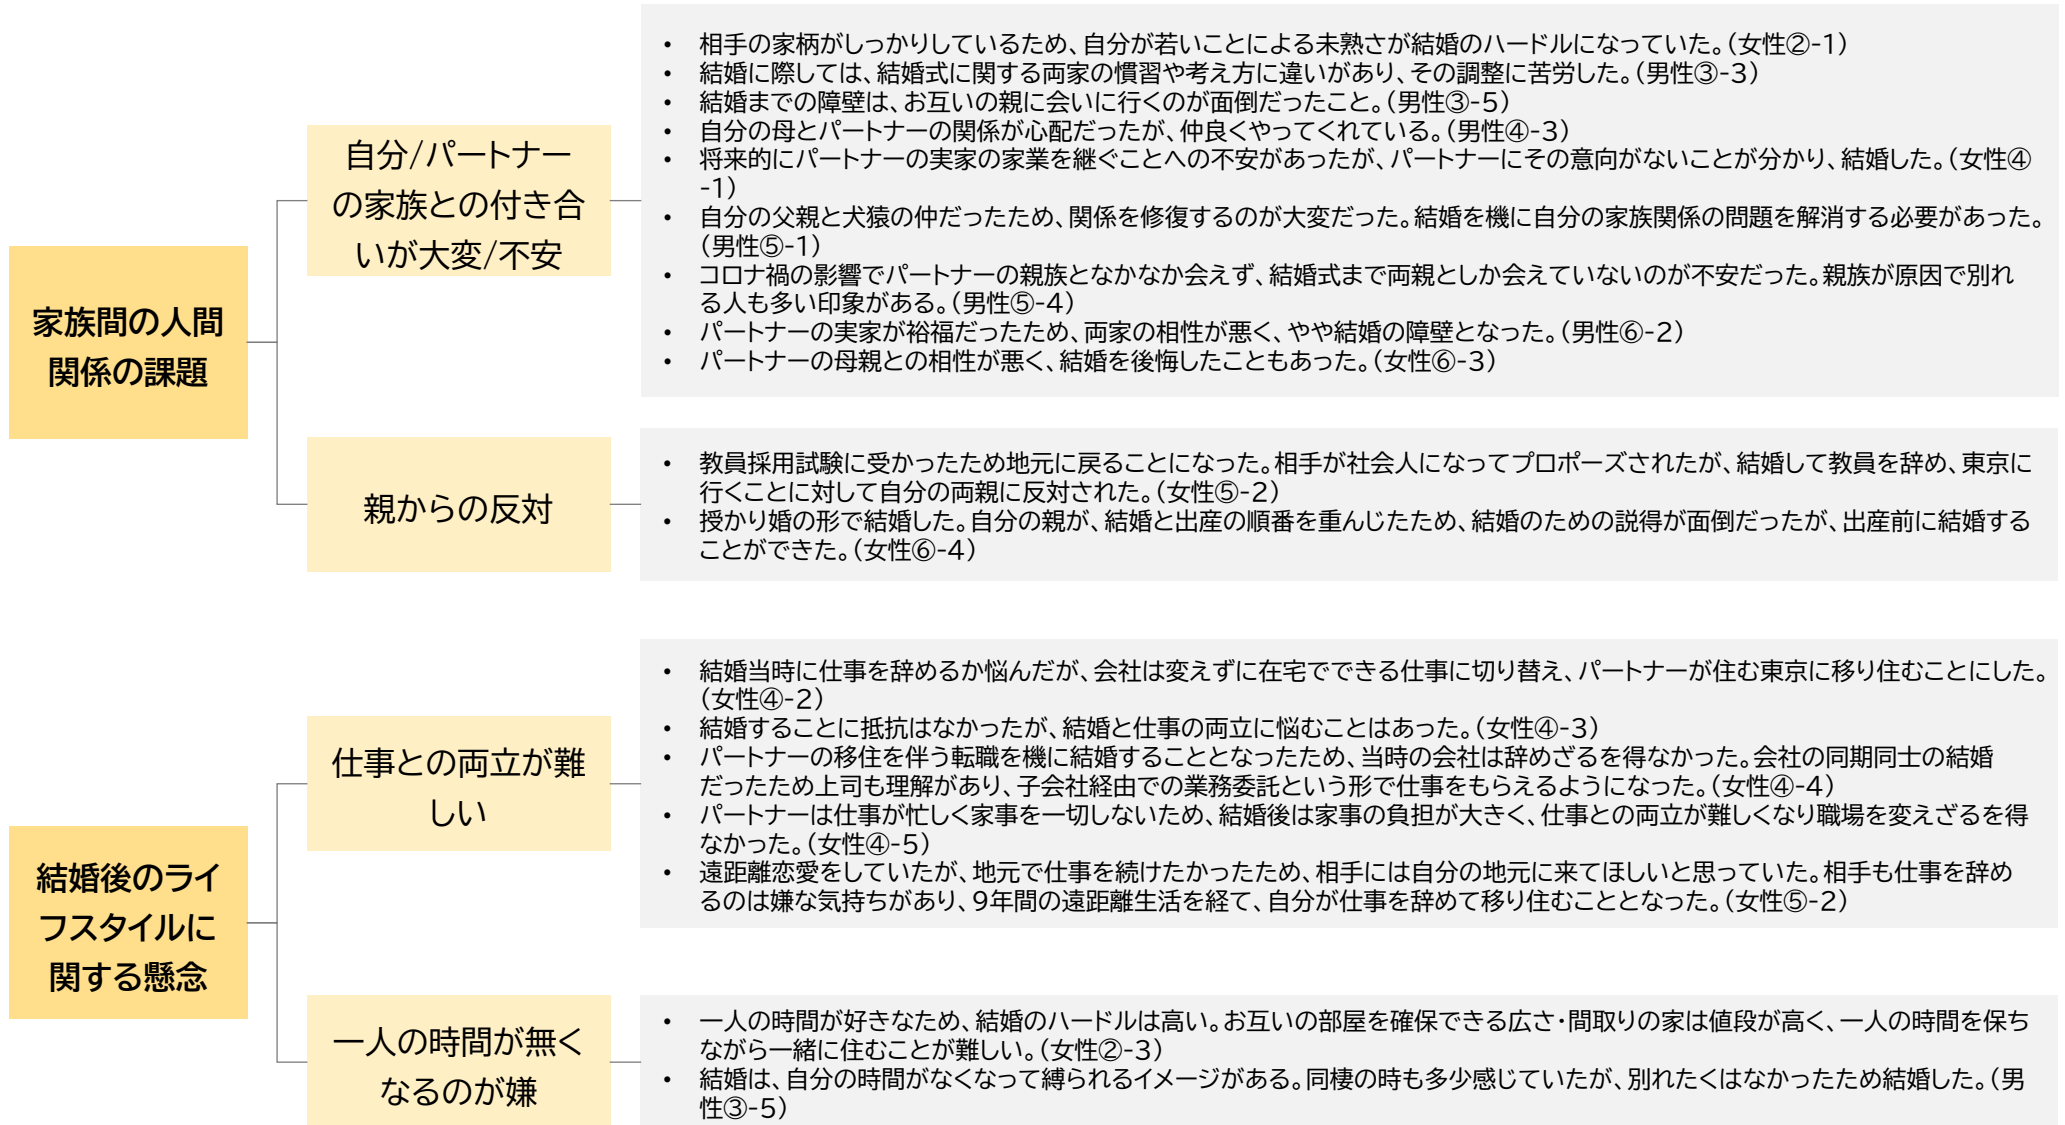 家族間の人間
関係の課題
自分/パートナー
の家族との付き合
いが大変/不安
• 相手の家柄がしっかりしているため、自分が若いことによる未熟さが結婚のハードルになっていた。(女性②-1)
• 結婚に際しては、結婚式に関する両家の慣習や考え方に違いがあり、その調整に苦労した。(男性③-3)
• 結婚までの障壁は、お互いの親に会いに行くのが面倒だったこと。(男性③-5)
• 自分の母とパートナーの関係が心配だったが、仲良くやってくれている。(男性④-3)
• 将来的にパートナーの実家の家業を継ぐことへの不安があったが、パートナーにその意向がないことが分かり、結婚した。(女性④
-1)
• 自分の父親と犬猿の仲だったため、関係を修復するのが大変だった。結婚を機に自分の家族関係の問題を解消する必要があった。
(男性⑤-1)
• コロナ禍の影響でパートナーの親族となかなか会えず、結婚式まで両親としか会えていないのが不安だった。親族が原因で別れ
る人も多い印象がある。(男性⑤-4)
• パートナーの実家が裕福だったため、両家の相性が悪く、やや結婚の障壁となった。(男性⑥-2)
• パートナーの母親との相性が悪く、結婚を後悔したこともあった。(女性⑥-3)
親からの反対
• 教員採用試験に受かったため地元に戻ることになった。相手が社会人になってプロポーズされたが、結婚して教員を辞め、東京に
行くことに対して自分の両親に反対された。(女性⑤-2)
• 授かり婚の形で結婚した。自分の親が、結婚と出産の順番を重んじたため、結婚のための説得が面倒だったが、出産前に結婚する
ことができた。(女性⑥-4)
結婚後のライ
フスタイルに
関する懸念
仕事との両立が難
しい
• 結婚当時に仕事を辞めるか悩んだが、会社は変えずに在宅でできる仕事に切り替え、パートナーが住む東京に移り住むことにした。
(女性④-2)
• 結婚することに抵抗はなかったが、結婚と仕事の両立に悩むことはあった。(女性④-3)
• パートナーの移住を伴う転職を機に結婚することとなったため、当時の会社は辞めざるを得なかった。会社の同期同士の結婚
だったため上司も理解があり、子会社経由での業務委託という形で仕事をもらえるようになった。(女性④-4)
• パートナーは仕事が忙しく家事を一切しないため、結婚後は家事の負担が大きく、仕事との両立が難しくなり職場を変えざるを得
なかった。(女性④-5)
• 遠距離恋愛をしていたが、地元で仕事を続けたかったため、相手には自分の地元に来てほしいと思っていた。相手も仕事を辞め
るのは嫌な気持ちがあり、9年間の遠距離生活を経て、自分が仕事を辞めて移り住むこととなった。(女性⑤-2)
一人の時間が無く
なるのが嫌
• 一人の時間が好きなため、結婚のハードルは高い。お互いの部屋を確保できる広さ・間取りの家は値段が高く、一人の時間を保ち
ながら一緒に住むことが難しい。(女性②-3)
• 結婚は、自分の時間がなくなって縛られるイメージがある。同棲の時も多少感じていたが、別れたくはなかったため結婚した。(男
性③-5)